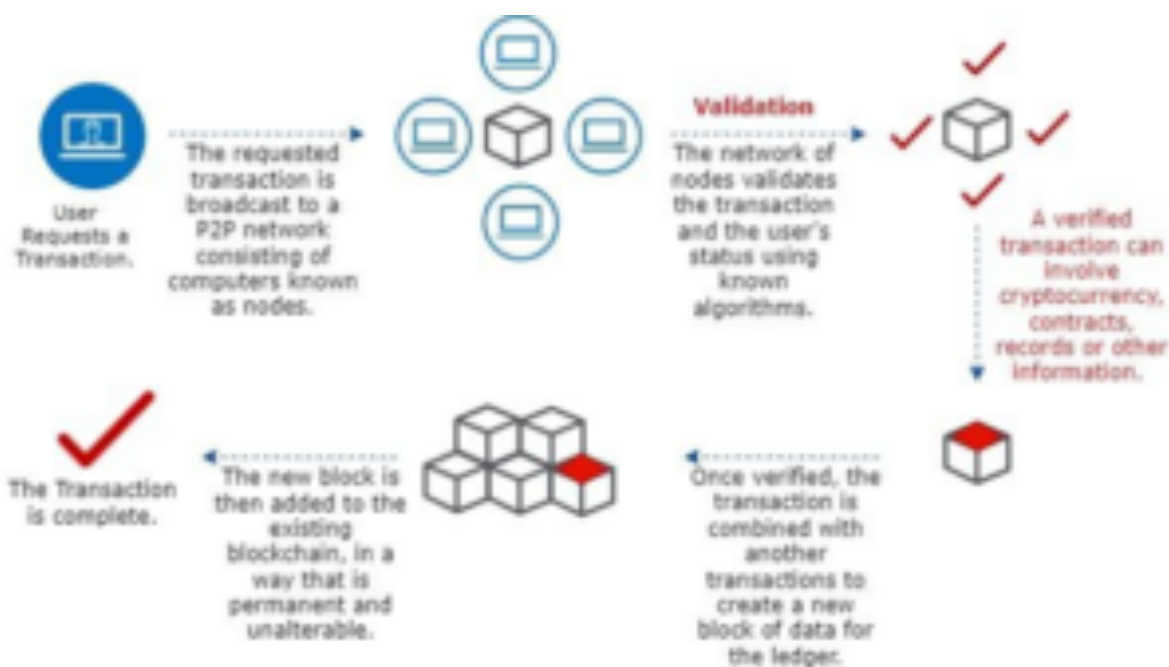 User
Requests a
Transaction.
The requested
transaction is
broadcast to a
P2P network
consisting of
computers known
as nodes.
Validation
The network of
nodes validates
the transaction
and the user's
status using
known
algorithms.
A verified
transaction can
involve
cryptocurrency,
contracts,
records or other
information.
Once verified, the
transaction is
combined with
another
transactions to
create a new
block of data for
the ledger.
The new block is
then added to the
existing
blockchain, in a
way that is
permanent and
unalterable.
The Transaction
is complete.